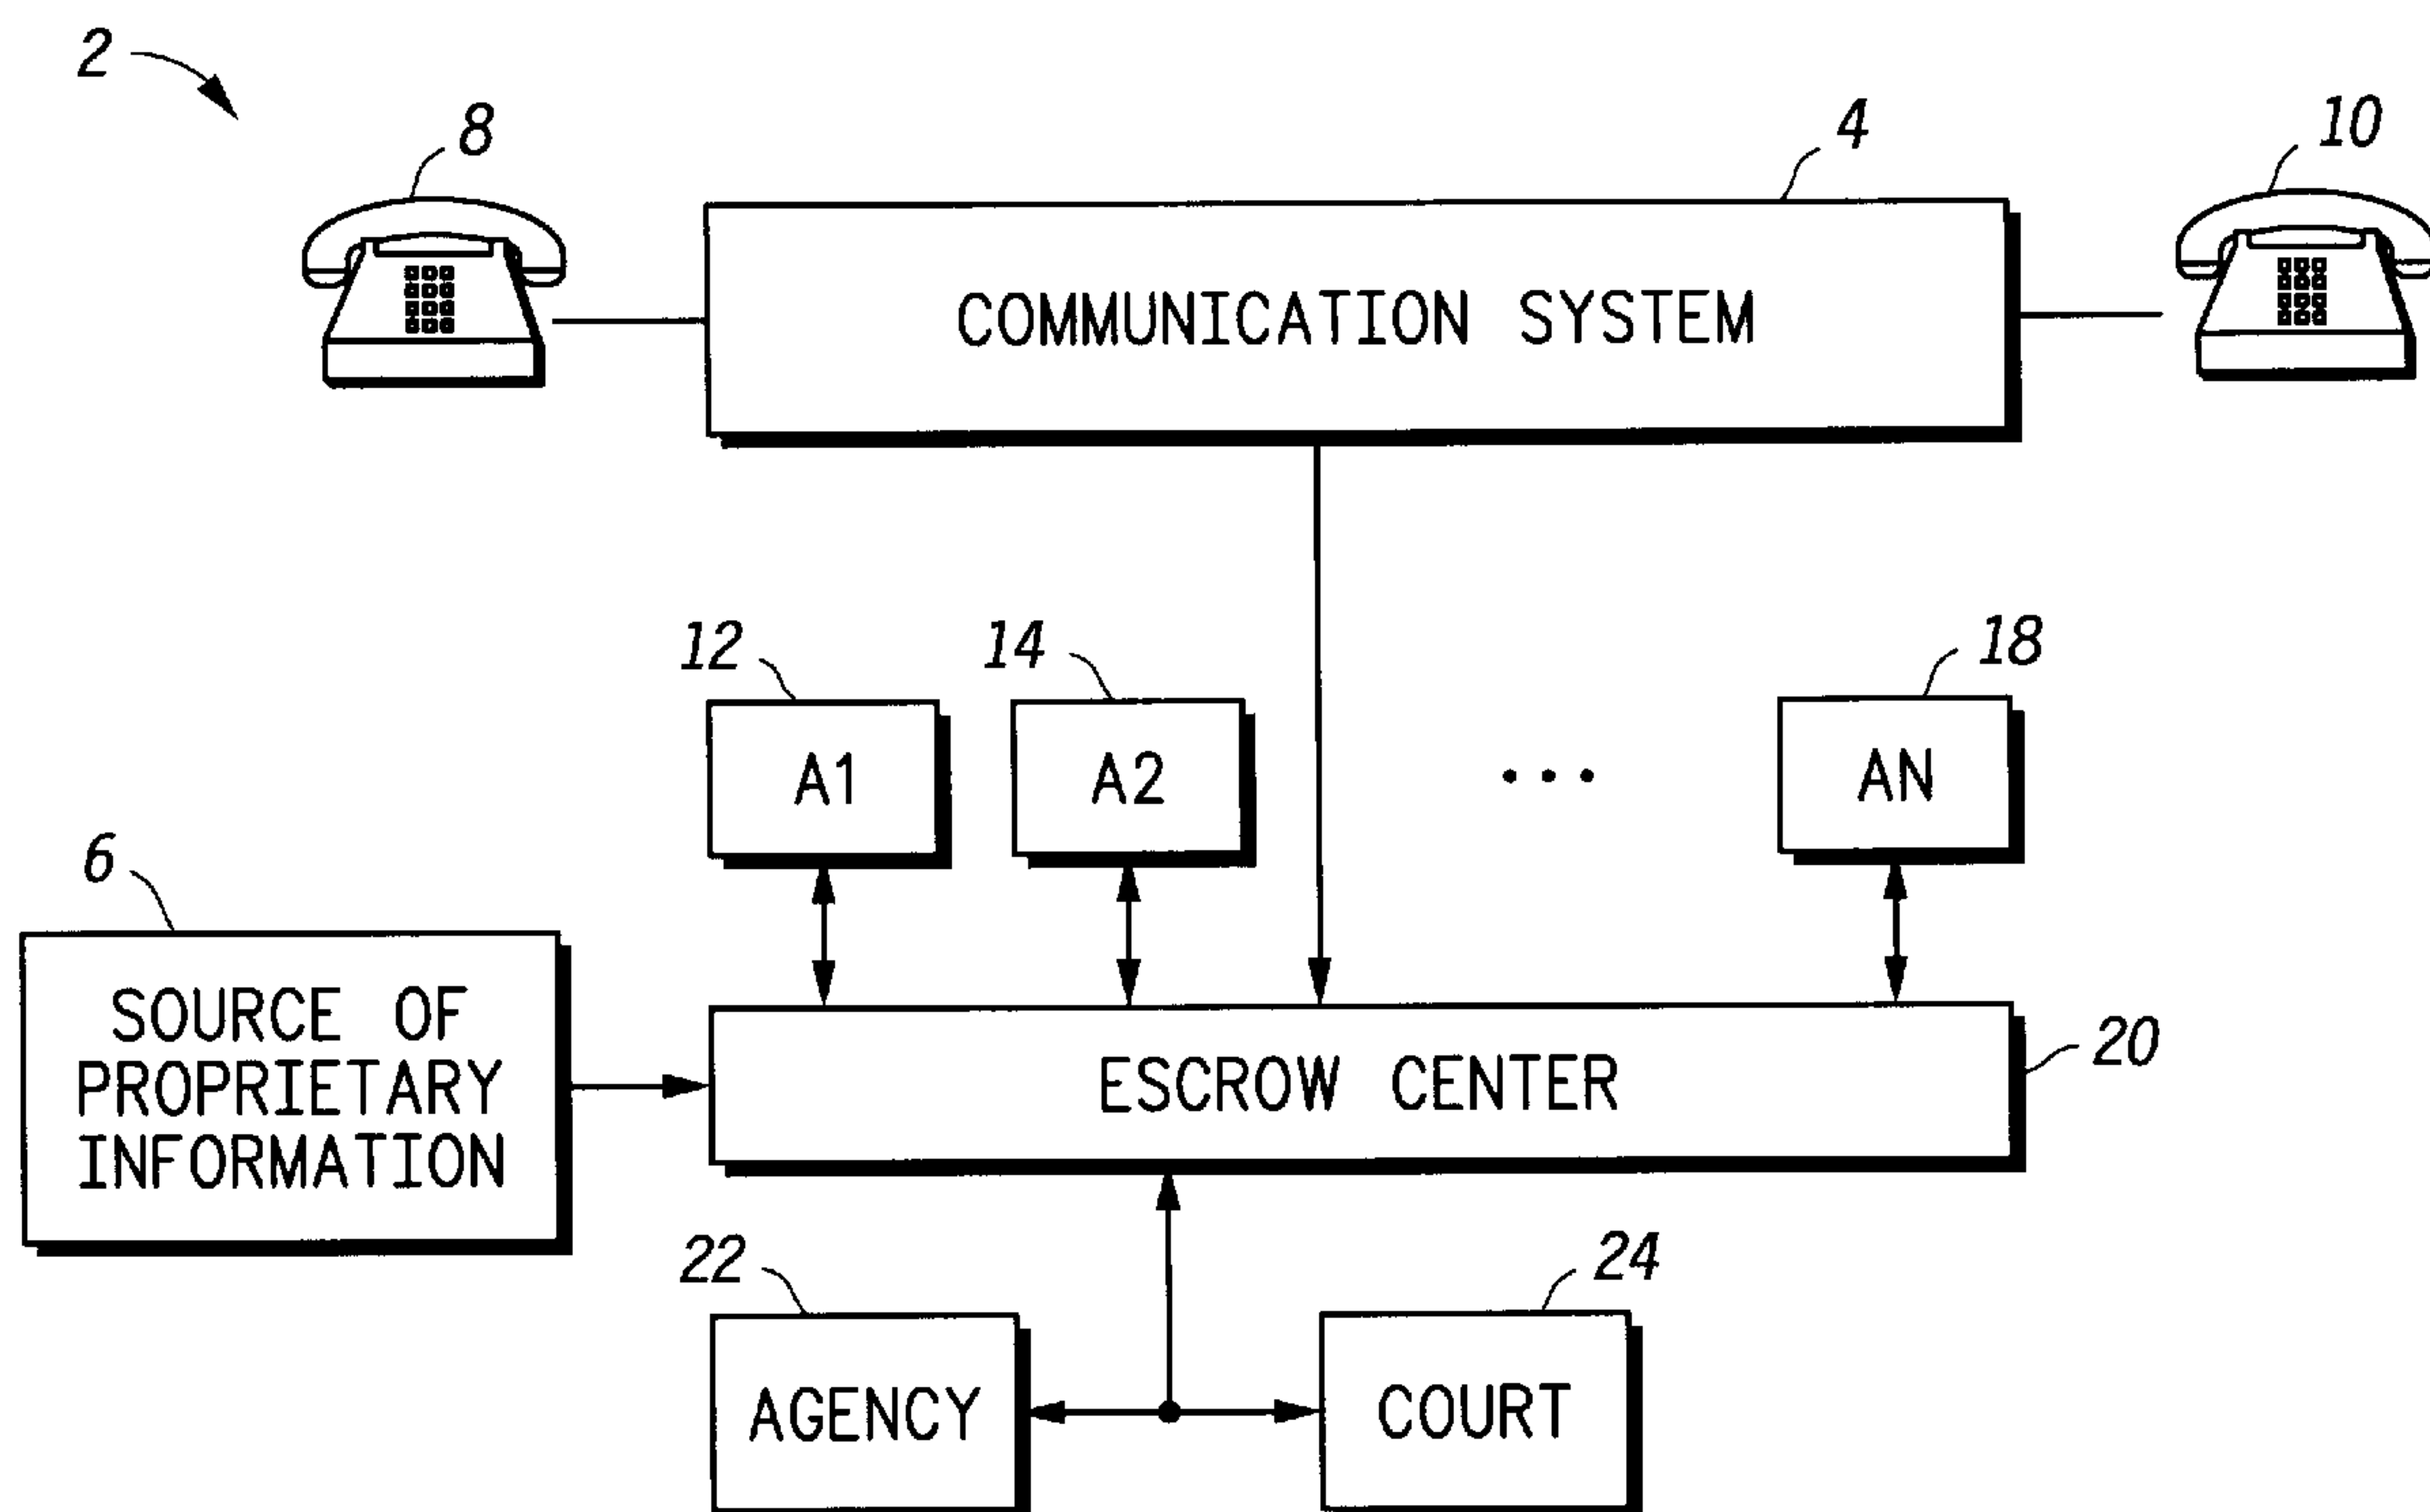 2
8
4
10
COMMUNICATION SYSTEM
12
14
18
A1
A2
AN
6
SOURCE OF
PROPRIETARY
INFORMATION
ESCROW CENTER
20
22
24
AGENCY
COURT